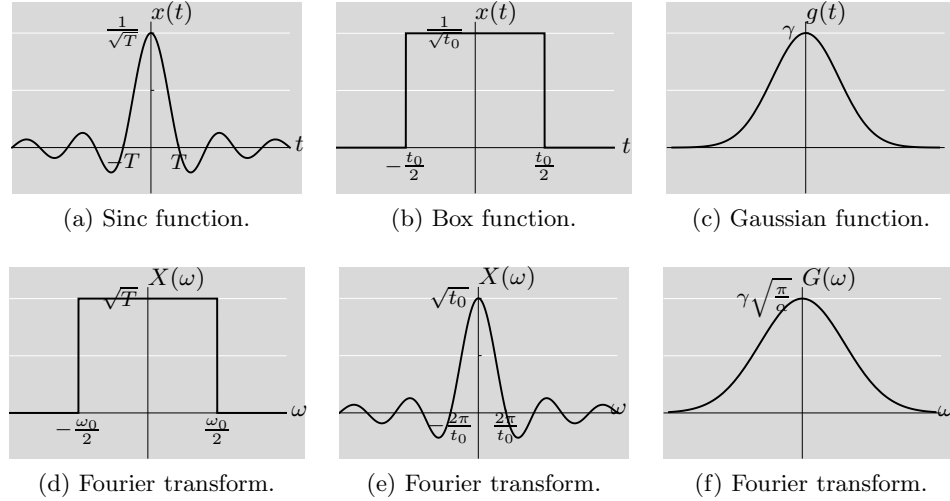 x(t)
1/√T
t
−T
T
(a) Sinc function.
x(t)
1/√t₀
t
−t₀/2
t₀/2
(b) Box function.
g(t)
γ
(c) Gaussian function.
X(ω)
√T
ω
−ω₀/2
ω₀/2
(d) Fourier transform.
X(ω)
√t₀
ω
−2π/t₀
2π/t₀
(e) Fourier transform.
G(ω)
γ√(π/α)
ω
(f) Fourier transform.